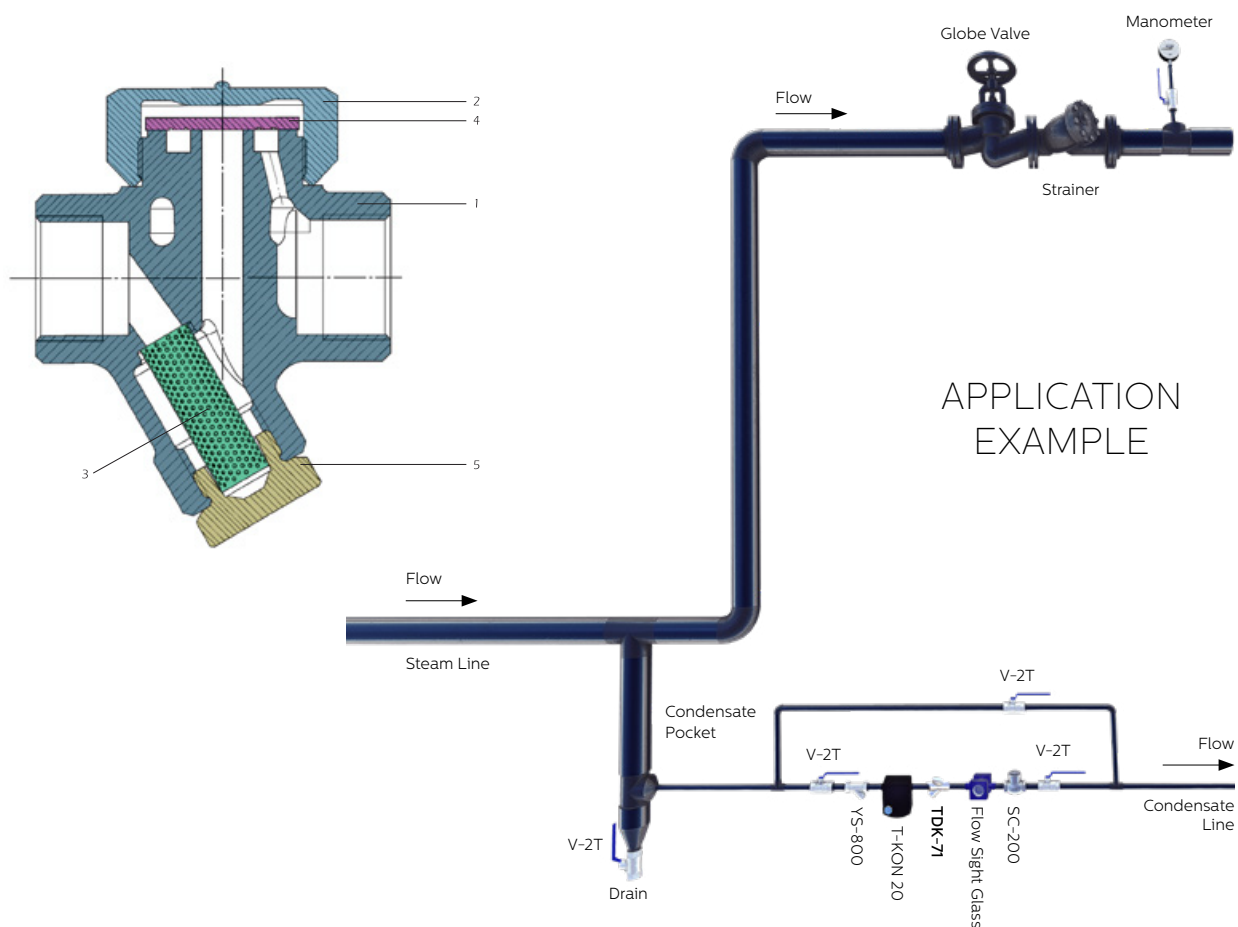 2
4
1
3
5
Globe Valve
Manometer
Flow
Strainer
APPLICATION
EXAMPLE
Flow
Steam Line
Condensate
Pocket
V-2T
V-2T
V-2T
Flow
Condensate
Line
YS-800
T-KON 20
TDK-71
Flow Sight Glass
SC-200
V-2T
Drain